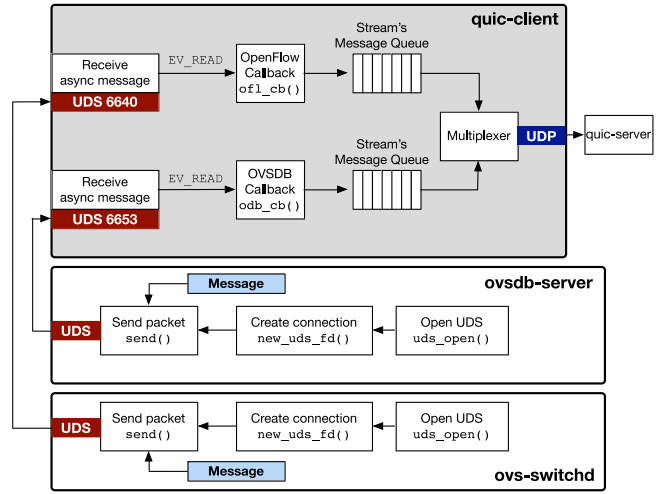 quic-client
Receive
async message
UDS 6640
EV_READ
OpenFlow
Callback
ofl_cb()
Stream's
Message Queue
Multiplexer
UDP
quic-server
Receive
async message
UDS 6653
EV_READ
OVSDB
Callback
odb_cb()
Stream's
Message Queue
ovsdb-server
Message
UDS
Send packet
send()
Create connection
new_uds_fd()
Open UDS
uds_open()
UDS
Send packet
send()
Create connection
new_uds_fd()
Open UDS
uds_open()
Message
ovs-switchd